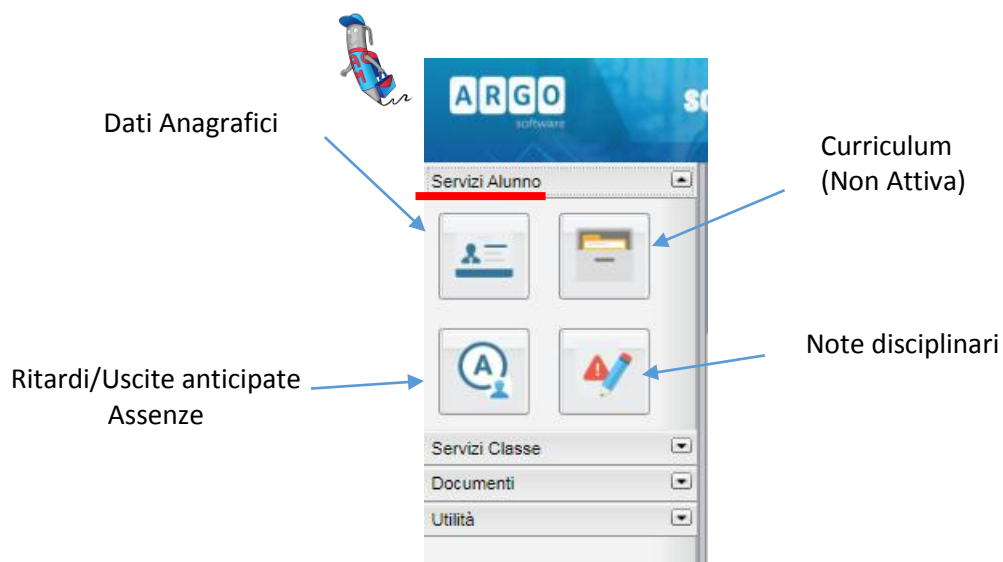 ARGO
software
Dati Anagrafici
Servizi Alunno
Curriculum
(Non Attiva)
A
Note disciplinari
Ritardi/Uscite anticipate
Assenze
Servizi Classe
Documenti
Utilità